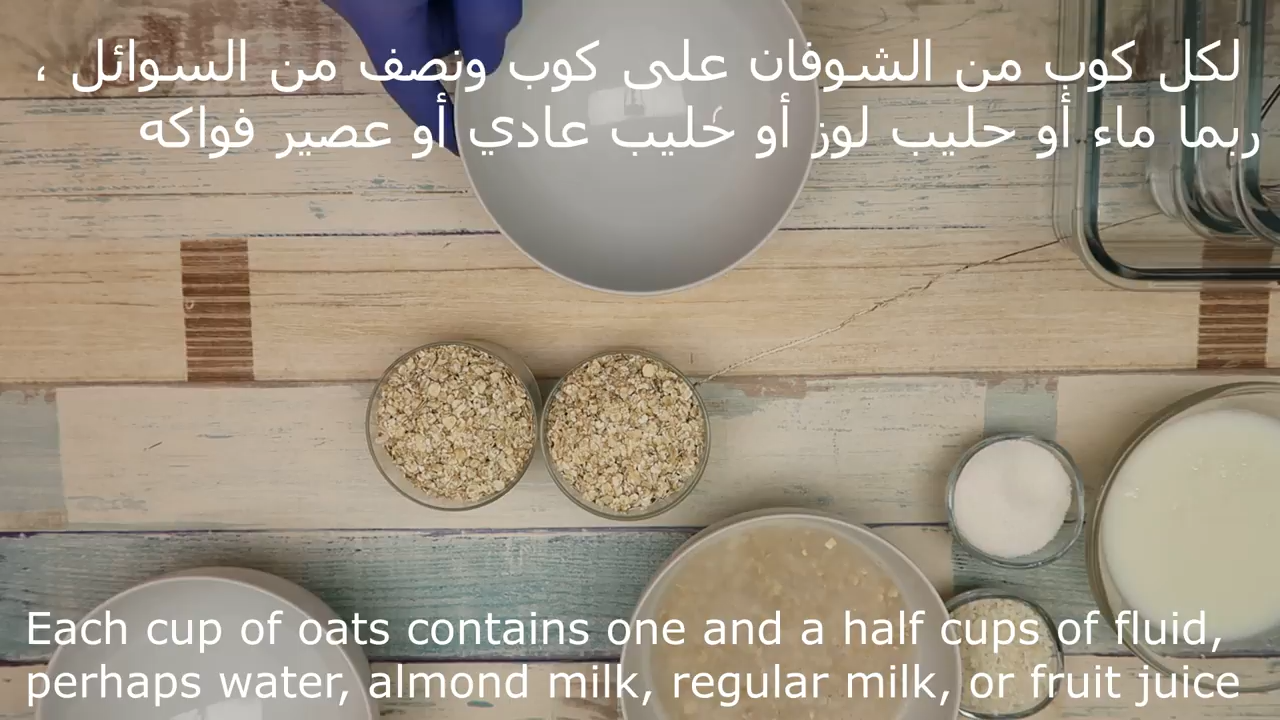 لكل كوب من الشوفان على كوب ونصف من السوائل ،
ربما ماء أو حليب لوز أو حليب عادي أو عصير فواكه
Each cup of oats contains one and a half cups of fluid,
perhaps water, almond milk, regular milk, or fruit juice